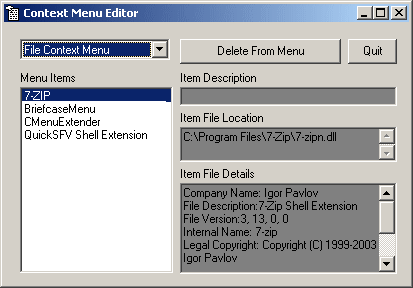 Context Menu Editor
File Context Menu
Delete From Menu
Quit
Menu Items
7-ZIP
BriefcaseMenu
CMenuExtender
QuickSFV Shell Extension
Item Description
Item File Location
C:\Program Files\7-Zip\7-zipn.dll
Item File Details
Company Name: Igor Pavlov
File Description:7-Zip Shell Extension
File Version:3, 13, 0, 0
Internal Name: 7-zip
Legal Copyright: Copyright (C) 1999-2003
Igor Pavlov